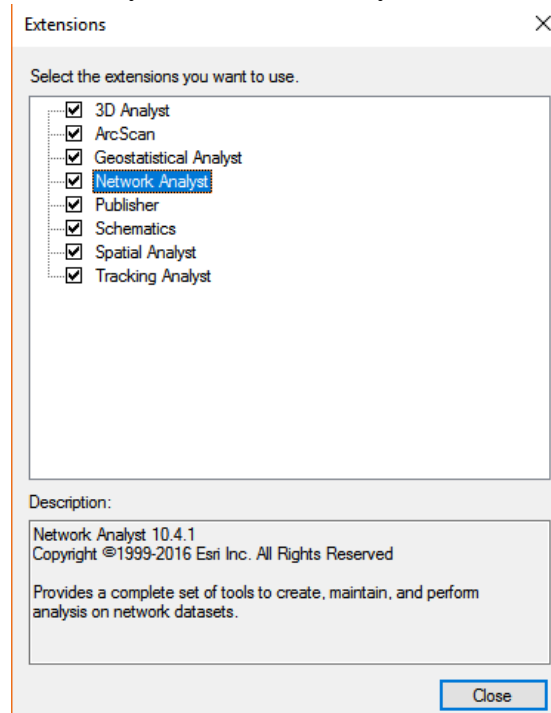 Extensions
Select the extensions you want to use.
3D Analyst
ArcScan
Geostatistical Analyst
Network Analyst
Publisher
Schematics
Spatial Analyst
Tracking Analyst
Description:
Network Analyst 10.4.1
Copyright ©1999-2016 Esri Inc. All Rights Reserved
Provides a complete set of tools to create, maintain, and perform
analysis on network datasets.
Close